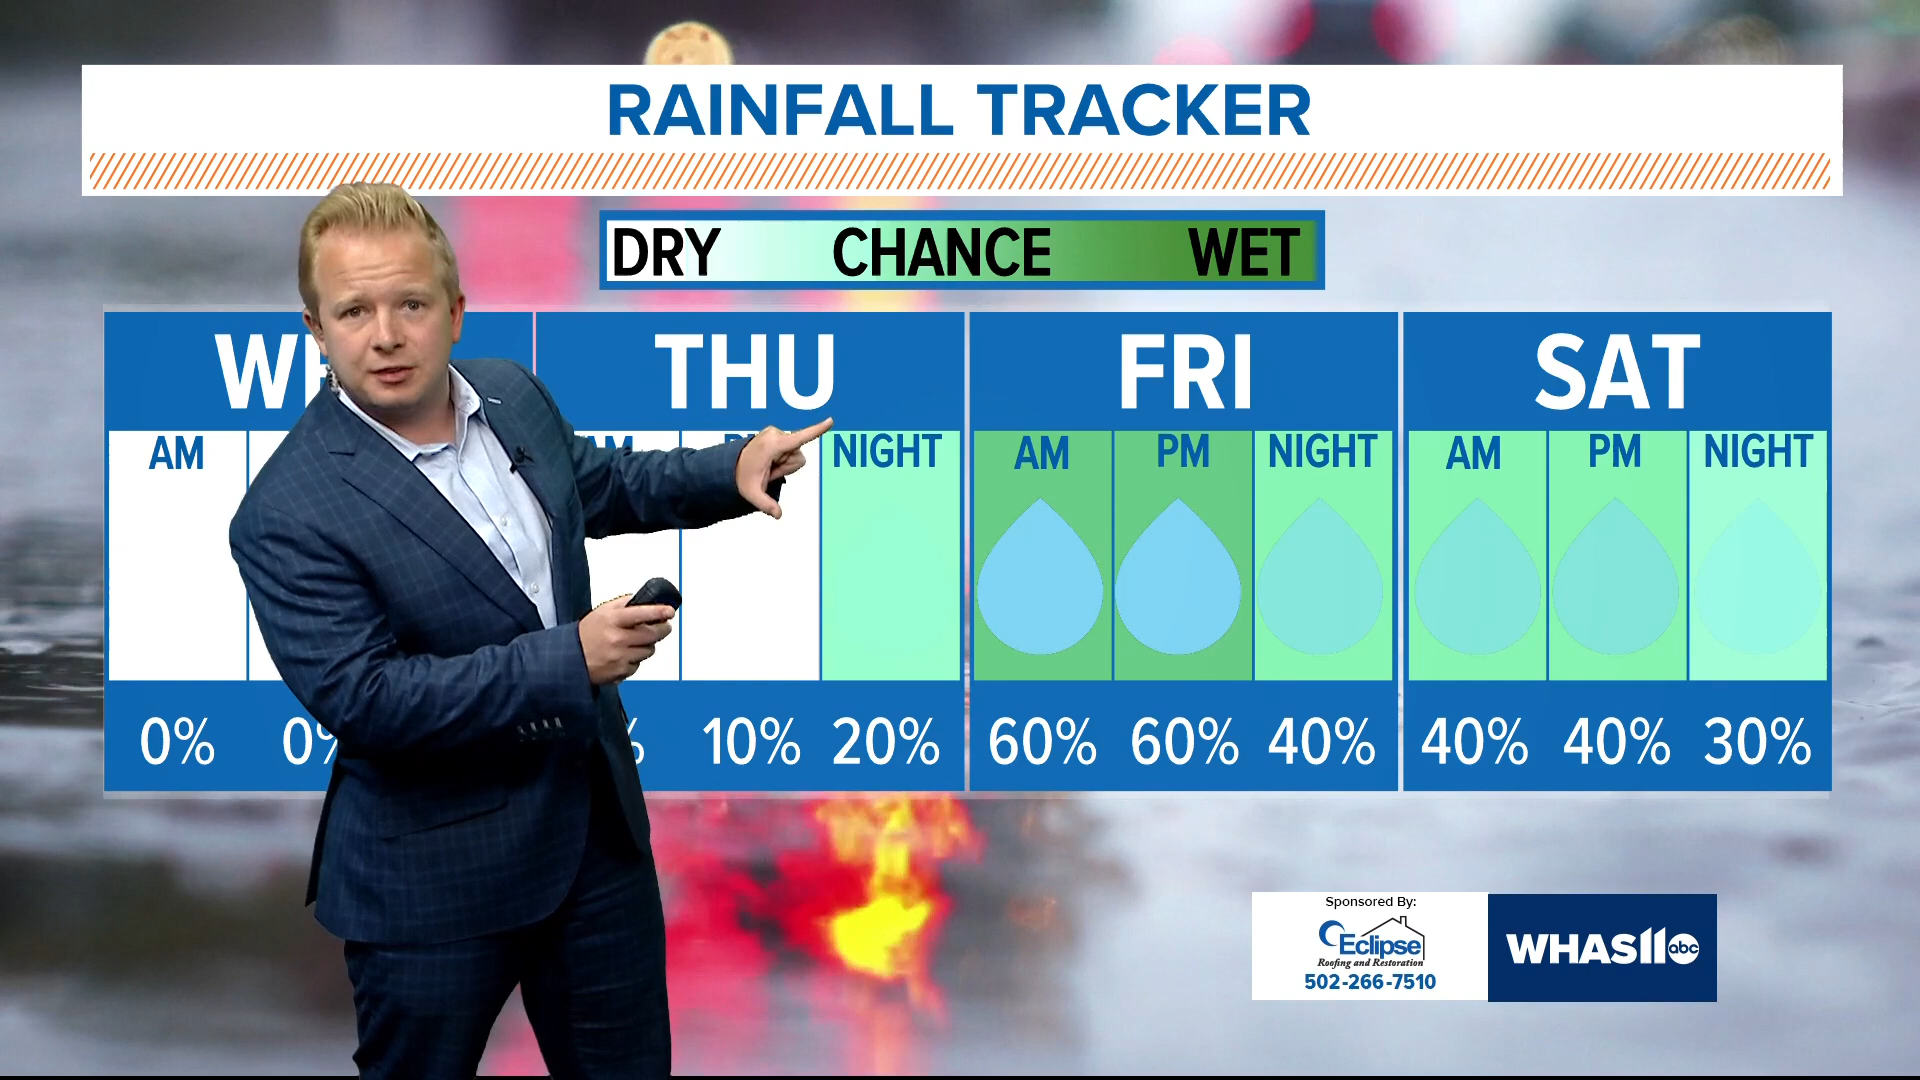 RAINFALL TRACKER
DRY CHANCE WET
THU FRI SAT
AM NIGHT AM PM NIGHT AM PM NIGHT
0% 10% 20% 60% 60% 40% 40% 40% 30%
Sponsored By:
Eclipse
Roofing and Restoration
502-266-7510
WHAS11 abc